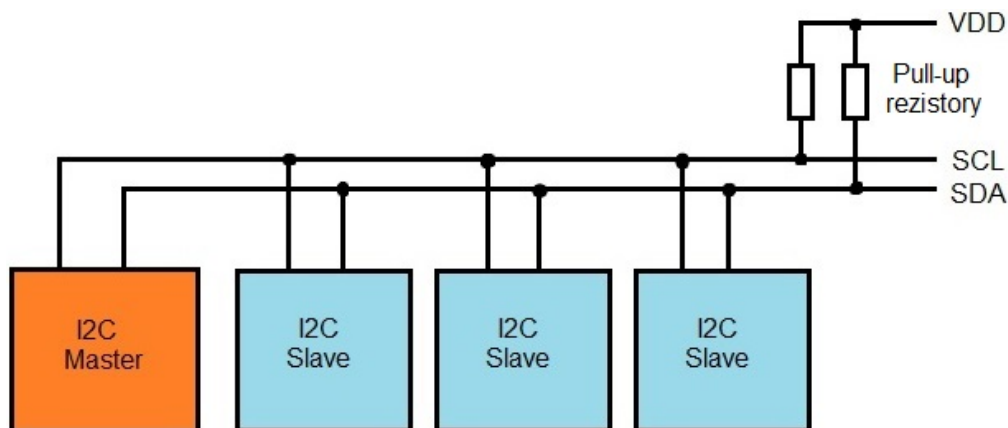 VDD
Pull-up
rezistory
SCL
SDA
I2C
Master
I2C
Slave
I2C
Slave
I2C
Slave